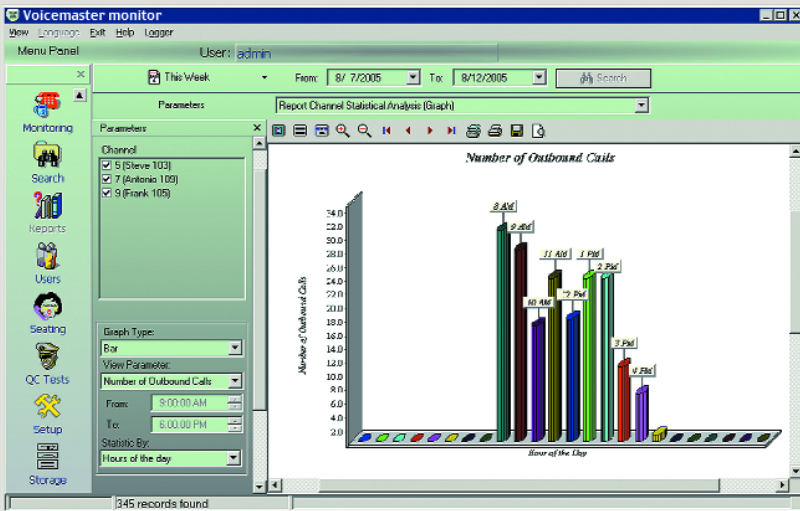 Voicemaster monitor
View Language Exit Help Logger
Menu Panel User: admin
This Week From: 8/ 7/2005 To: 8/12/2005 Search
Parameters Report Channel Statistical Analysis (Graph)
Monitoring
Search
Reports
Users
Seating
QC Tests
Setup
Storage
Parameters
Channel
5 (Steve 103)
7 (Antonio 109)
9 (Frank 105)
Graph Type:
Bar
View Parameter:
Number of Outbound Calls
From: 9:00:00 AM
To: 6:00:00 PM
Statistic By:
Hours of the day
Number of Outbound Calls
Number of Outbound Calls
34.0
32.0
30.0
28.0
26.0
24.0
22.0
20.0
18.0
16.0
14.0
12.0
10.0
8.0
6.0
4.0
2.0
8 AM
9 AM
10 AM
11 AM
12 PM
1 PM
2 PM
3 PM
4 PM
Hour of the Day
345 records found